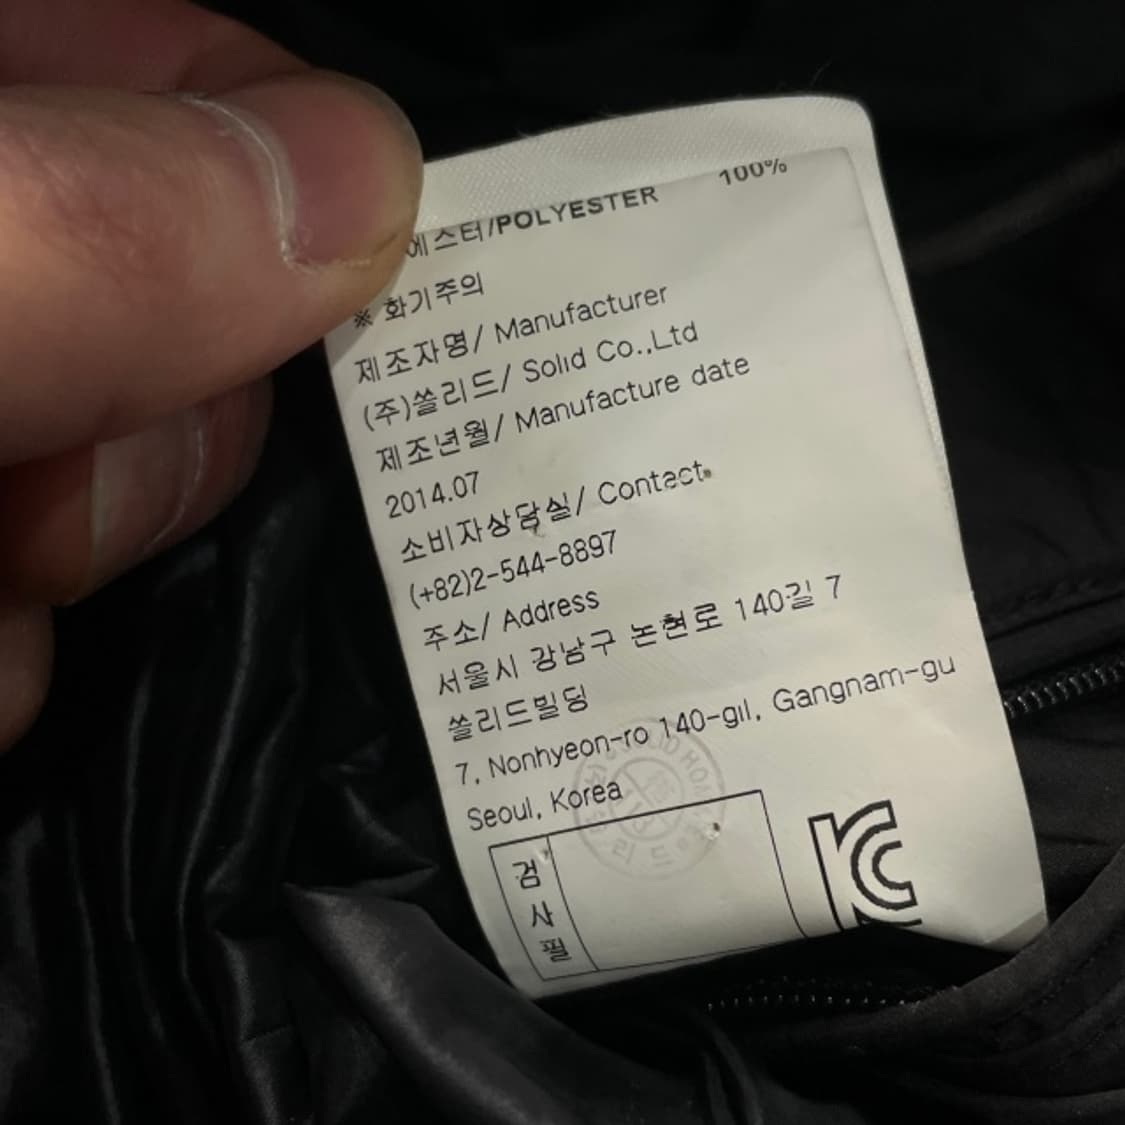 에스터/POLYESTER 100%
※ 화기주의
제조자명/ Manufacturer
(주)쏠리드/ Solid Co.,Ltd
제조년월/ Manufacture date
2014.07
소비자상담실/ Contact
(+82)2-544-8897
주소/ Address
서울시 강남구 논현로 140길 7
쏠리드빌딩
7, Nonhyeon-ro 140-gil, Gangnam-gu
Seoul, Korea
검사필
KC